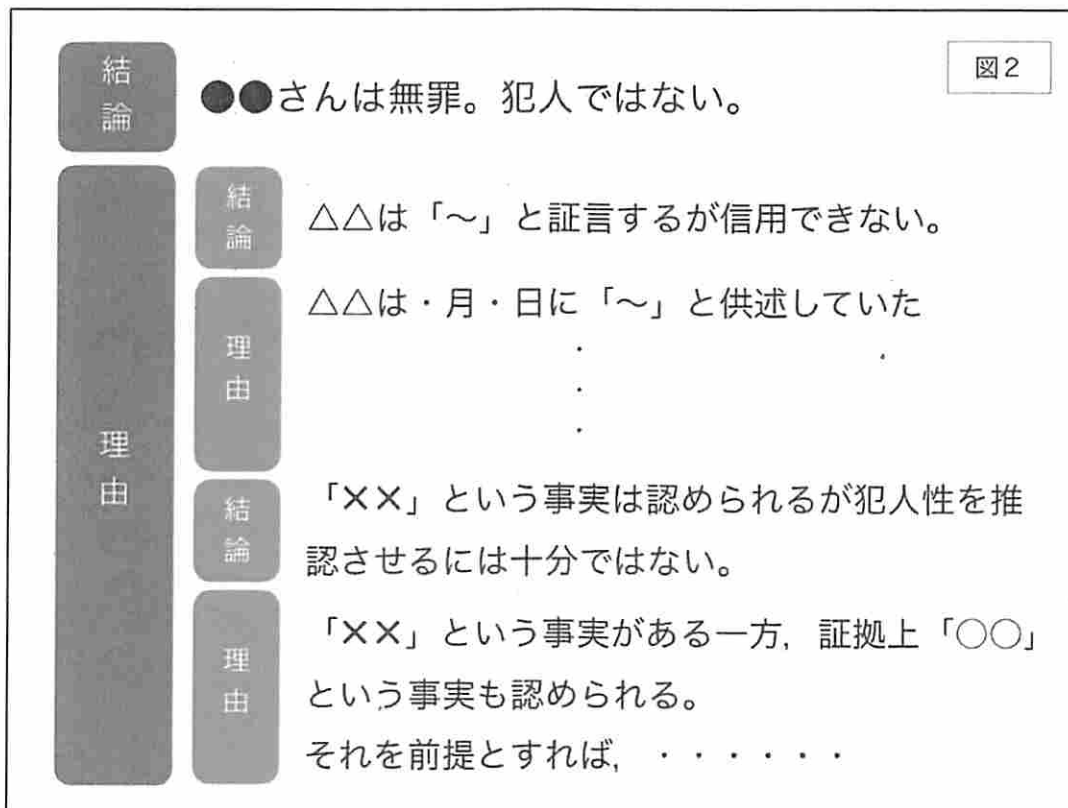 図2
結論
●●さんは無罪。犯人ではない。
理由
結論
△△は「～」と証言するが信用できない。
理由
△△は・月・日に「～」と供述していた
・
・
・
結論
「××」という事実は認められるが犯人性を推
認させるには十分ではない。
理由
「××」という事実がある一方，証拠上「○○」
という事実も認められる。
それを前提とすれば，・・・・・・